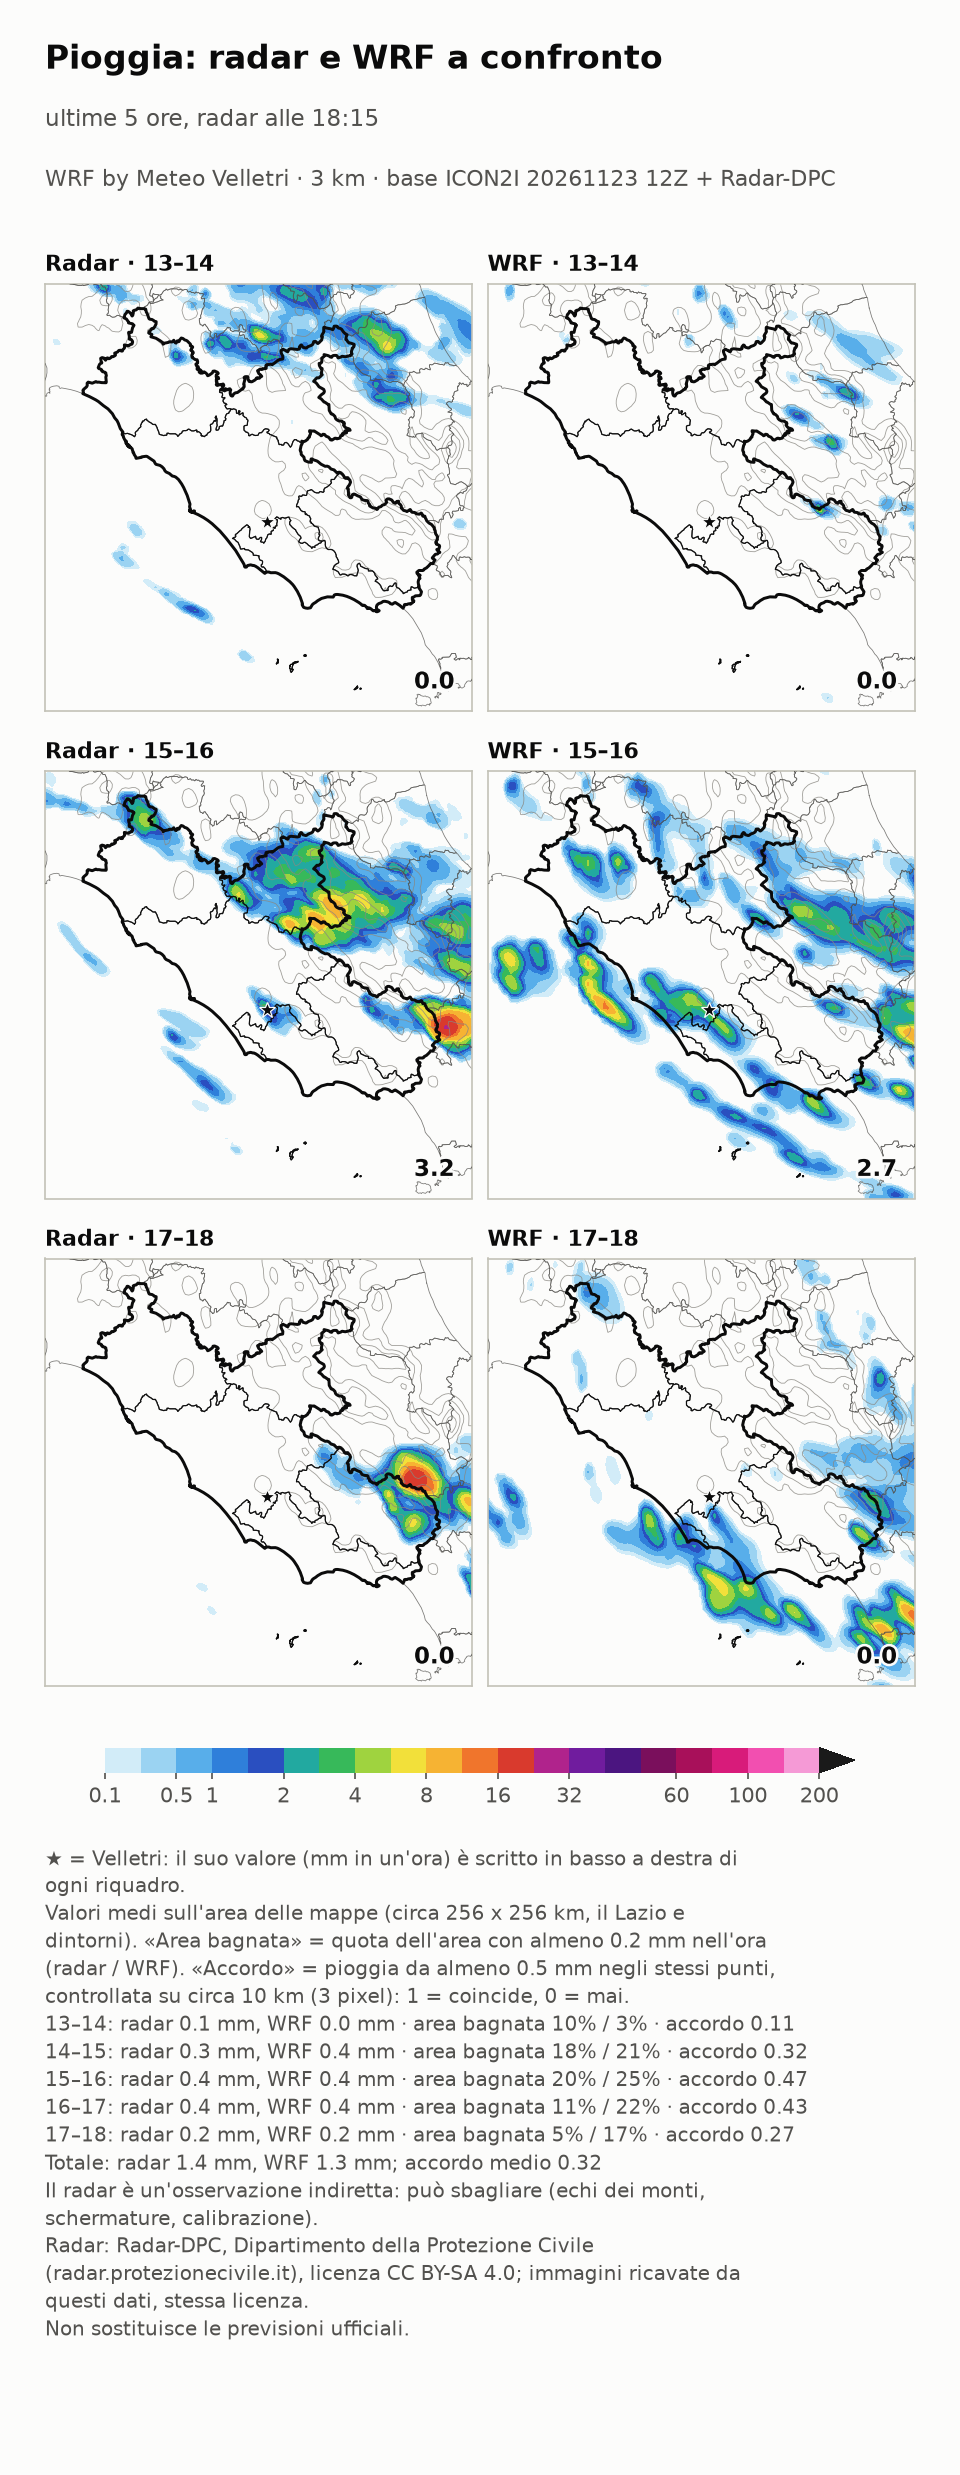 Pioggia: radar e WRF a confronto
ultime 5 ore, radar alle 18:15
WRF by Meteo Velletri · 3 km · base ICON2I 20261123 12Z + Radar-DPC
Radar · 13–14
WRF · 13–14
0.0
0.0
Radar · 15–16
WRF · 15–16
3.2
2.7
Radar · 17–18
WRF · 17–18
0.0
0.0
0.1 0.5 1 2 4 8 16 32 60 100 200
★ = Velletri: il suo valore (mm in un'ora) è scritto in basso a destra di
ogni riquadro.
Valori medi sull'area delle mappe (circa 256 x 256 km, il Lazio e
dintorni). «Area bagnata» = quota dell'area con almeno 0.2 mm nell'ora
(radar / WRF). «Accordo» = pioggia da almeno 0.5 mm negli stessi punti,
controllata su circa 10 km (3 pixel): 1 = coincide, 0 = mai.
13–14: radar 0.1 mm, WRF 0.0 mm · area bagnata 10% / 3% · accordo 0.11
14–15: radar 0.3 mm, WRF 0.4 mm · area bagnata 18% / 21% · accordo 0.32
15–16: radar 0.4 mm, WRF 0.4 mm · area bagnata 20% / 25% · accordo 0.47
16–17: radar 0.4 mm, WRF 0.4 mm · area bagnata 11% / 22% · accordo 0.43
17–18: radar 0.2 mm, WRF 0.2 mm · area bagnata 5% / 17% · accordo 0.27
Totale: radar 1.4 mm, WRF 1.3 mm; accordo medio 0.32
Il radar è un'osservazione indiretta: può sbagliare (echi dei monti,
schermature, calibrazione).
Radar: Radar-DPC, Dipartimento della Protezione Civile
(radar.protezionecivile.it), licenza CC BY-SA 4.0; immagini ricavate da
questi dati, stessa licenza.
Non sostituisce le previsioni ufficiali.